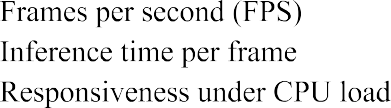 Frames per second (FPS)
Inference time per frame
Responsiveness under CPU load